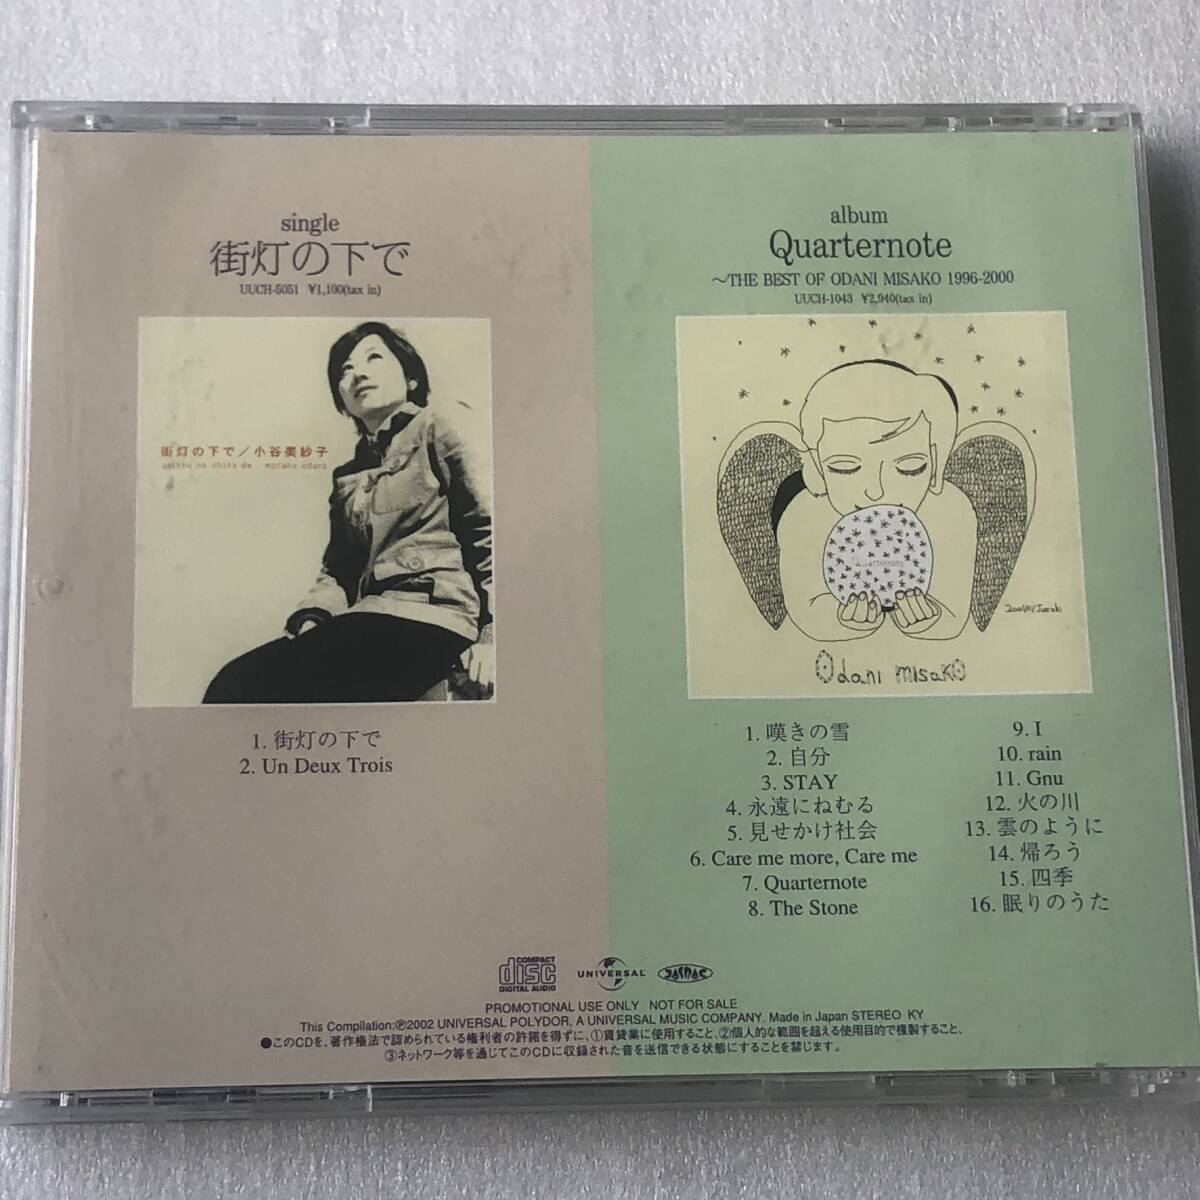 single
街灯の下で
UUCH-5051 ¥1,100(tax in)
街灯の下で／小谷美紗子
gaitou no shita de misako odani
1. 街灯の下で
2. Un Deux Trois
album
Quarternote
～THE BEST OF ODANI MISAKO 1996-2000
UUCH-1043 ¥2,940(tax in)
Quarternote
Odani misako
1. 嘆きの雪
2. 自分
3. STAY
4. 永遠にねむる
5. 見せかけ社会
6. Care me more, Care me
7. Quarternote
8. The Stone
9. I
10. rain
11. Gnu
12. 火の川
13. 雲のように
14. 帰ろう
15. 四季
16. 眠りのうた
COMPACT
disc
DIGITAL AUDIO
UNIVERSAL
PROMOTIONAL USE ONLY NOT FOR SALE
This Compilation:℗2002 UNIVERSAL POLYDOR, A UNIVERSAL MUSIC COMPANY. Made in Japan STEREO KY
●このCDを、著作権法で認められている権利者の許諾を得ずに、①賃貸業に使用すること、②個人的な範囲を超える使用目的で複製すること、
③ネットワーク等を通じてこのCDに収録された音を送信できる状態にすることを禁じます。